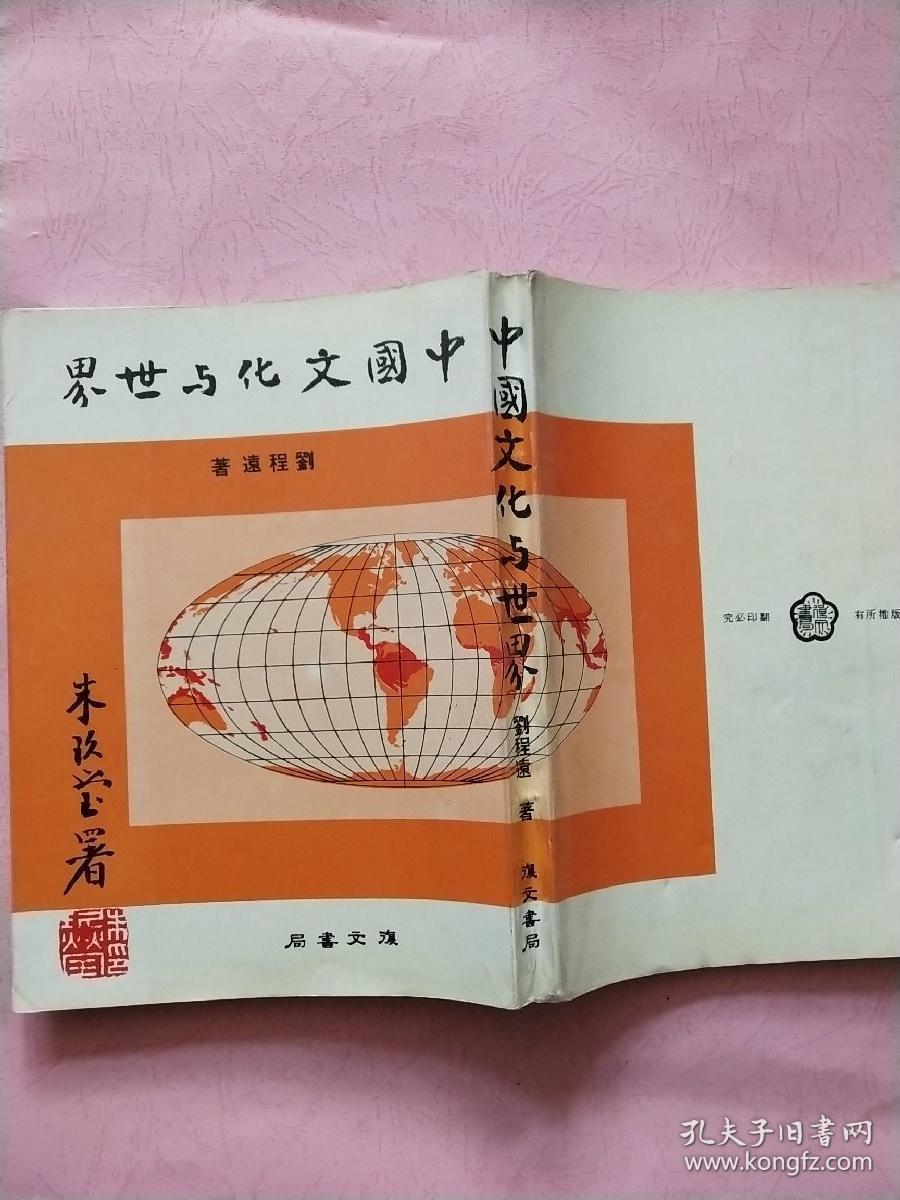 中國文化与世界
劉程遠著
朱玖瑩署
復文書局
中國文化与世界
劉程遠 著
復文書局
版權所有
翻印必究
孔夫子旧书网
www.kongfz.com